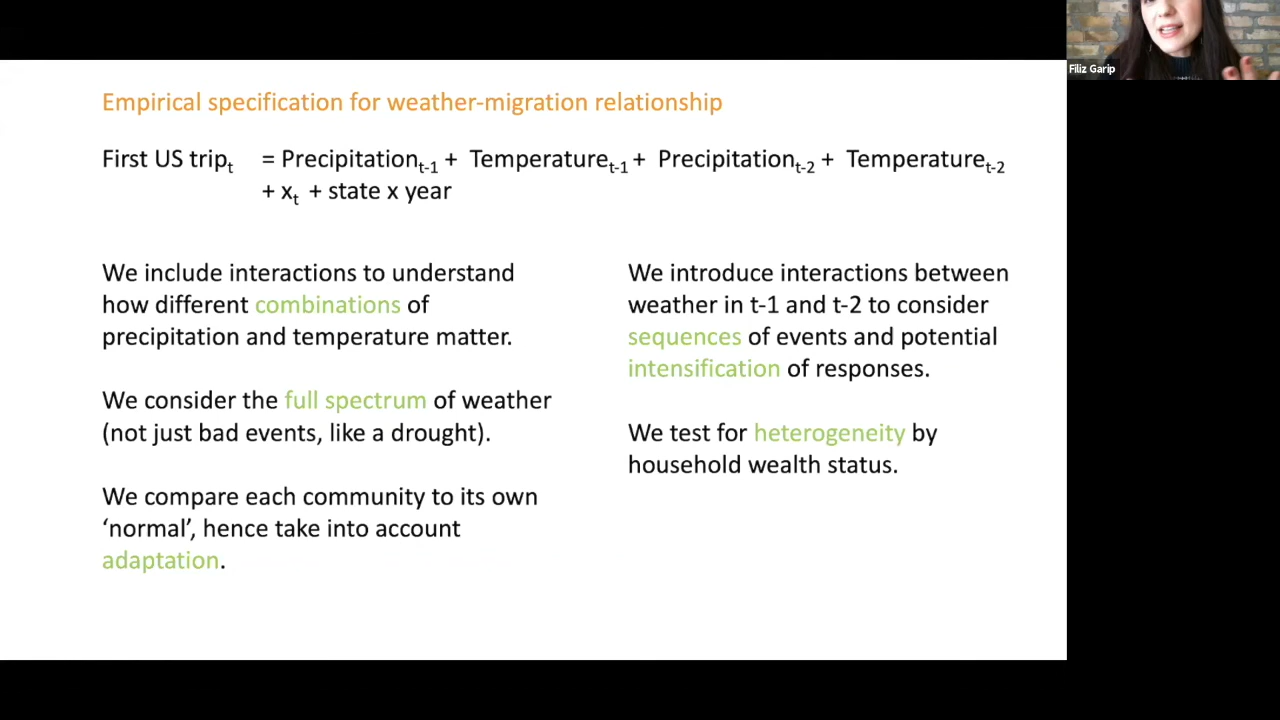 Filiz Garip
Empirical specification for weather-migration relationship
First US trip_t = Precipitation_t-1 + Temperature_t-1 + Precipitation_t-2 + Temperature_t-2
+ x_t + state x year
We include interactions to understand
how different combinations of
precipitation and temperature matter.
We consider the full spectrum of weather
(not just bad events, like a drought).
We compare each community to its own
‘normal’, hence take into account
adaptation.
We introduce interactions between
weather in t-1 and t-2 to consider
sequences of events and potential
intensification of responses.
We test for heterogeneity by
household wealth status.